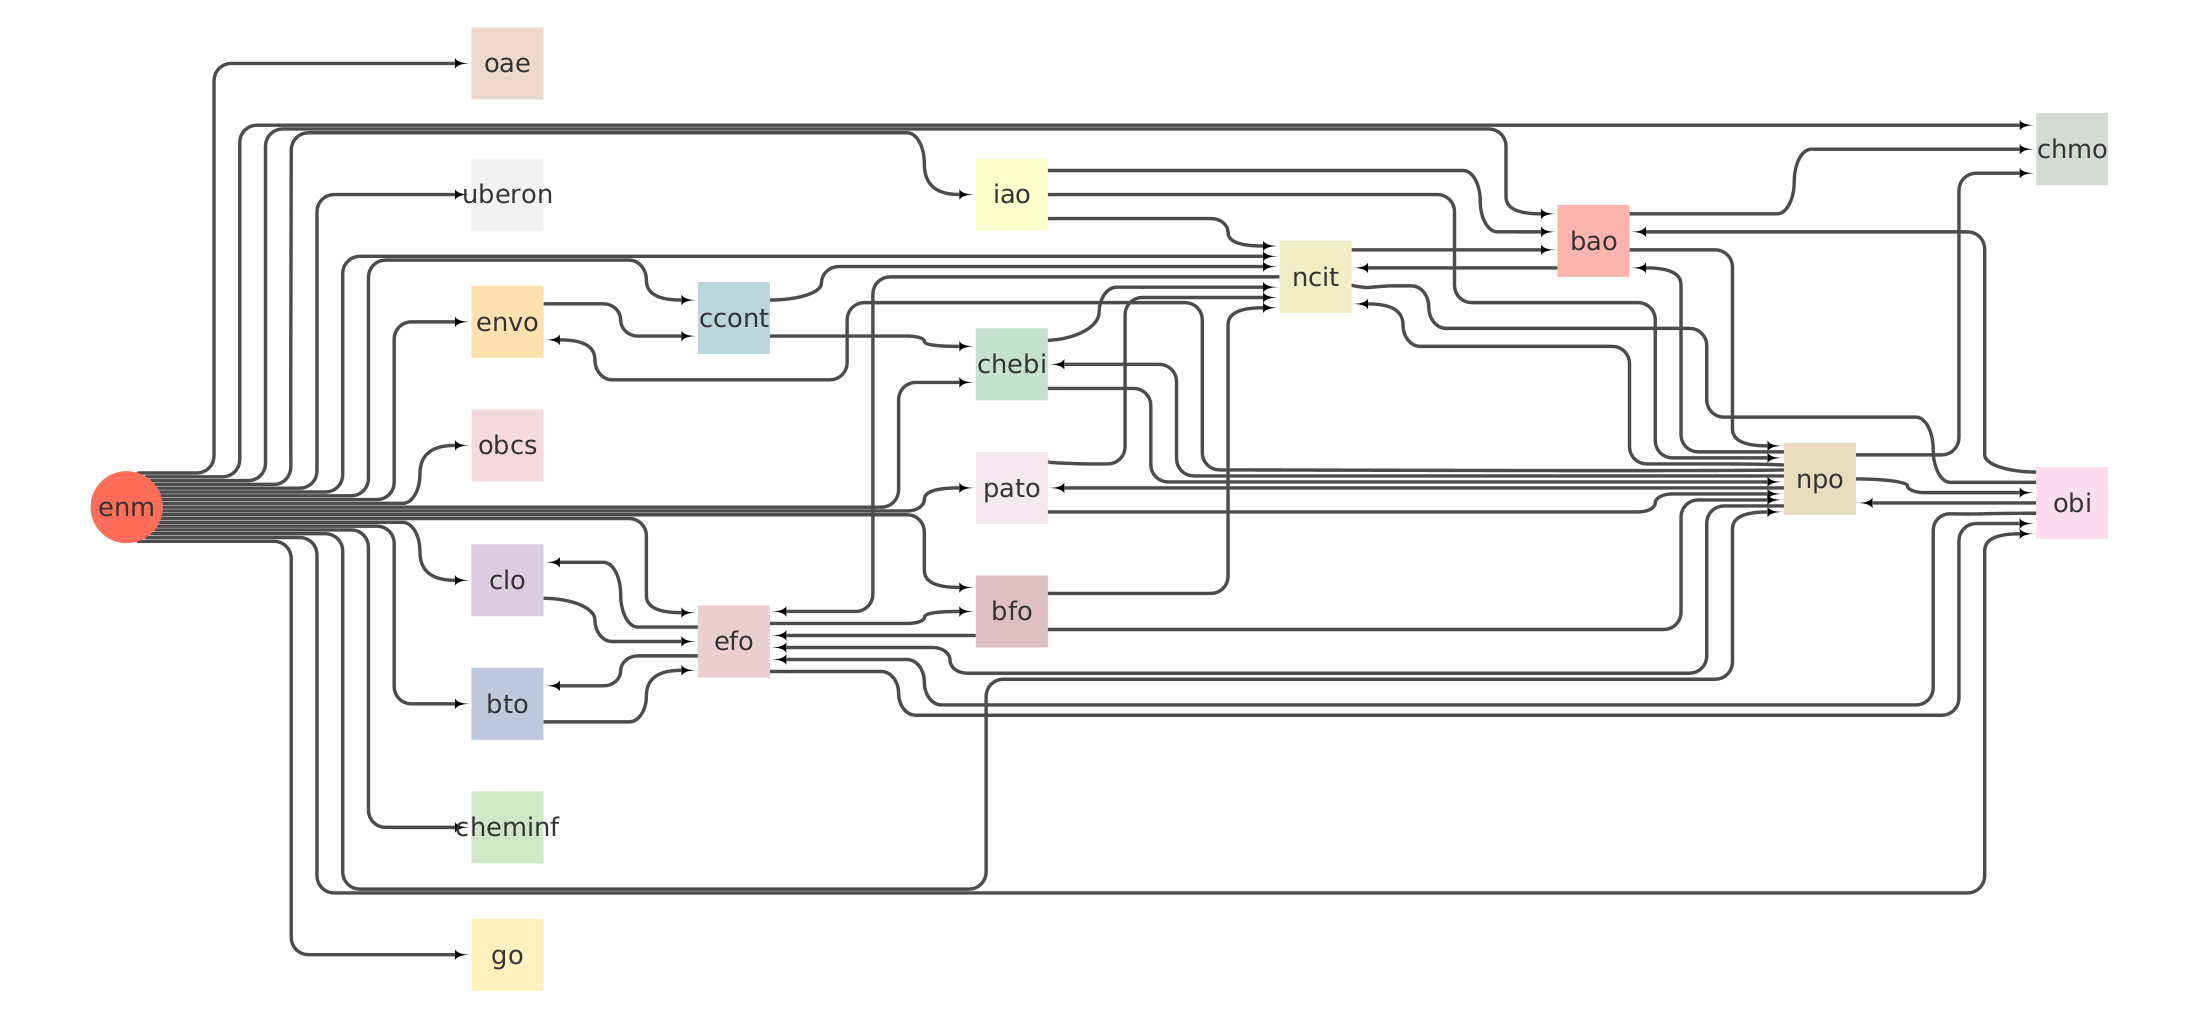 oae
chmo
uberon
iao
bao
ncit
envo
ccont
chebi
obcs
pato
npo
enm
obi
clo
bfo
efo
bto
cheminf
go